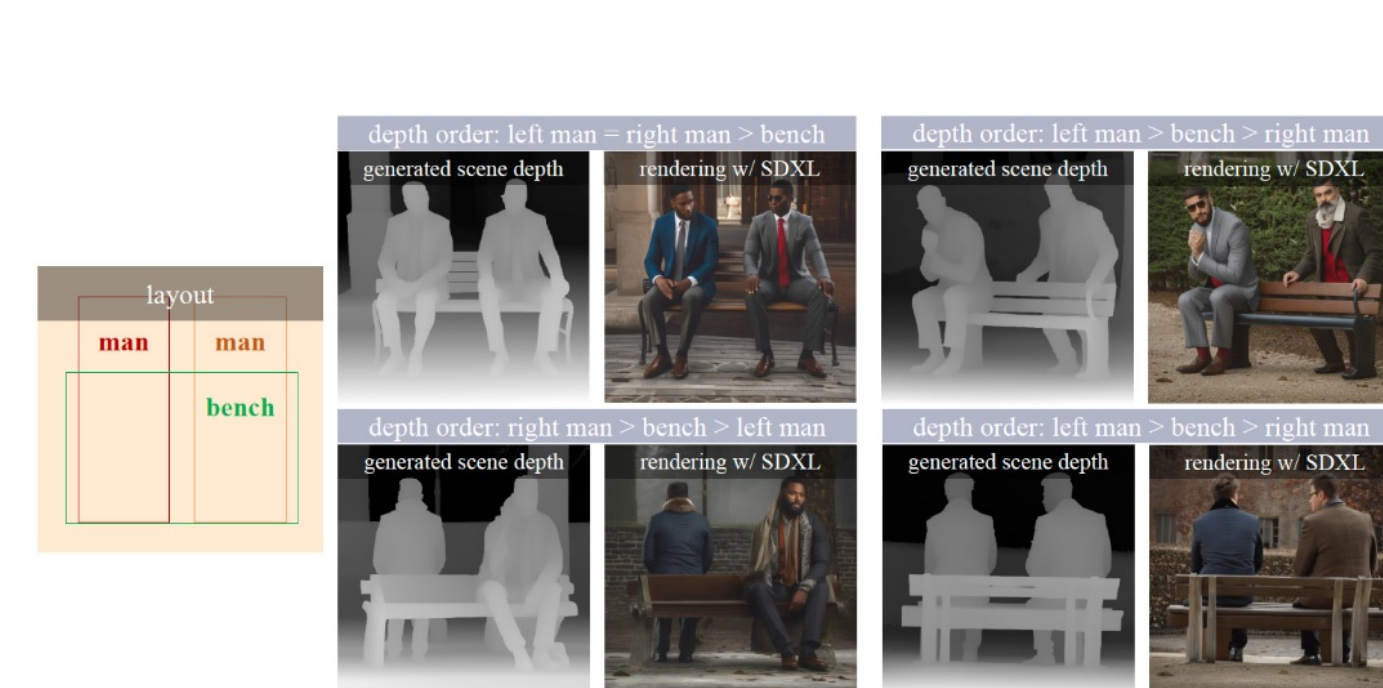 layout
man man
bench
depth order: left man = right man > bench
generated scene depth rendering w/ SDXL
depth order: left man > bench > right man
generated scene depth rendering w/ SDXL
depth order: right man > bench > left man
generated scene depth rendering w/ SDXL
depth order: left man > bench > right man
generated scene depth rendering w/ SDXL